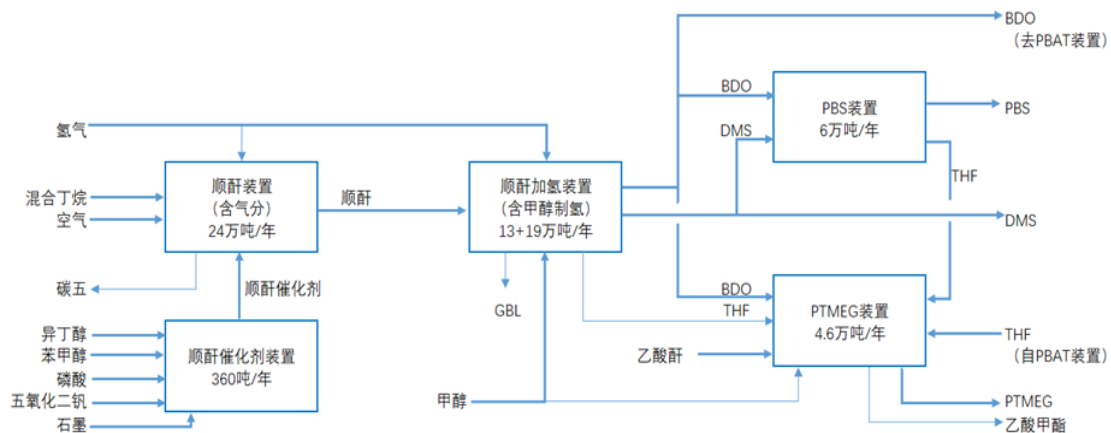 BDO
（去PBAT装置）
BDO
PBS装置
6万吨/年
PBS
DMS
氢气
THF
顺酐装置
（含气分）
24万吨/年
顺酐
顺酐加氢装置
（含甲醇制氢）
13+19万吨/年
混合丁烷
空气
DMS
碳五
顺酐催化剂
GBL
BDO
THF
PTMEG装置
4.6万吨/年
THF
（自PBAT装置）
异丁醇
苯甲醇
磷酸
五氧化二钒
石墨
顺酐催化剂装置
360吨/年
乙酸酐
甲醇
PTMEG
乙酸甲酯